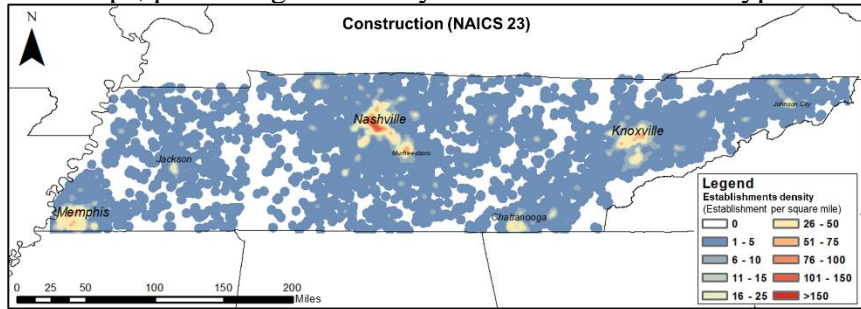 Construction (NAICS 23)
N
Nashville
Murfreesboro
Knoxville
Johnson City
Jackson
Memphis
Chattanooga
Legend
Establishments density
(Establishment per square mile)
0
1 - 5
6 - 10
11 - 15
16 - 25
26 - 50
51 - 75
76 - 100
101 - 150
>150
0 25 50 100 150 200
Miles